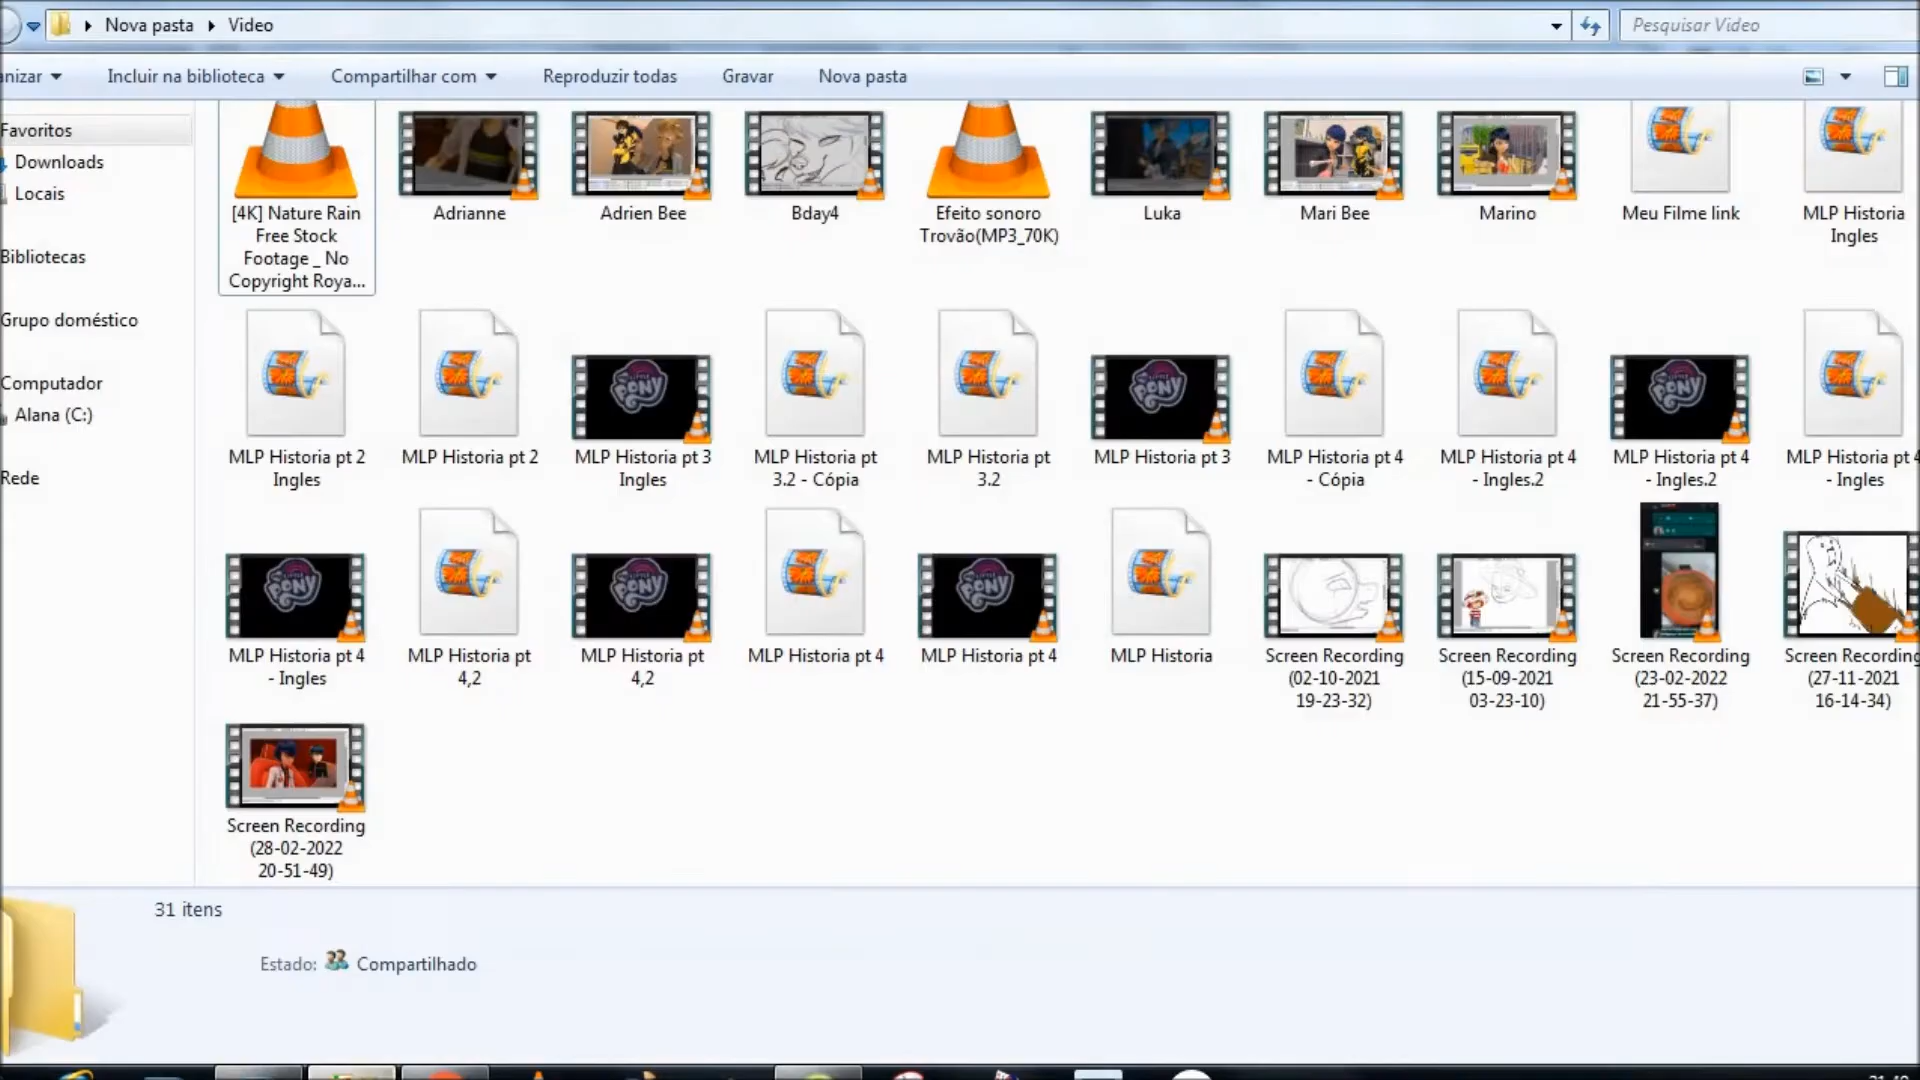 Nova pasta Video Pesquisar Video
nizar Incluir na biblioteca Compartilhar com Reproduzir todas Gravar Nova pasta
Favoritos
Downloads
Locais
Bibliotecas
Grupo doméstico
Computador
Alana (C:)
Rede
[4K] Nature Rain
Free Stock
Footage _ No
Copyright Roya...
Adrianne
Adrien Bee
Bday4
Efeito sonoro
Trovão(MP3_70K)
Luka
Mari Bee
Marino
Meu Filme link
MLP Historia
Ingles
MLP Historia pt 2
Ingles
MLP Historia pt 2
MLP Historia pt 3
Ingles
MLP Historia pt
3.2 - Cópia
MLP Historia pt
3.2
MLP Historia pt 3
MLP Historia pt 4
- Cópia
MLP Historia pt 4
- Ingles.2
MLP Historia pt 4
- Ingles.2
MLP Historia pt 4
- Ingles
MLP Historia pt 4
- Ingles
MLP Historia pt
4,2
MLP Historia pt
4,2
MLP Historia pt 4
MLP Historia pt 4
MLP Historia
Screen Recording
(02-10-2021
19-23-32)
Screen Recording
(15-09-2021
03-23-10)
Screen Recording
(23-02-2022
21-55-37)
Screen Recording
(27-11-2021
16-14-34)
Screen Recording
(28-02-2022
20-51-49)
PONY
PONY
PONY
PONY
PONY
PONY
31 itens
Estado: Compartilhado